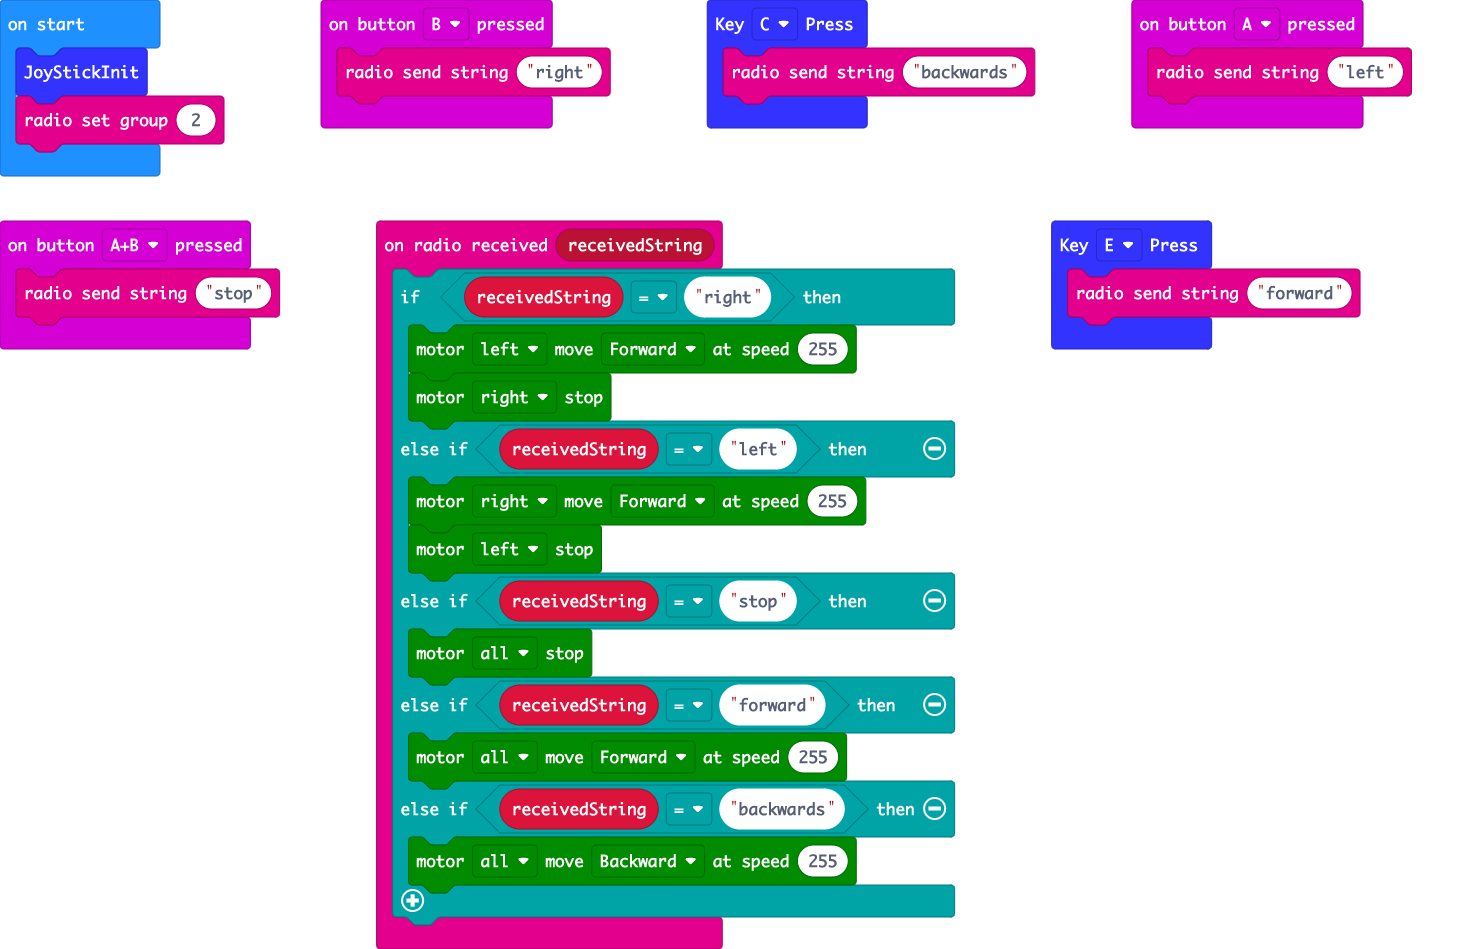 on start
JoyStickInit
radio set group 2
on button B pressed
radio send string "right"
Key C Press
radio send string "backwards"
on button A pressed
radio send string "left"
on button A+B pressed
radio send string "stop"
on radio received receivedString
if receivedString = "right" then
motor left move Forward at speed 255
motor right stop
else if receivedString = "left" then
motor right move Forward at speed 255
motor left stop
else if receivedString = "stop" then
motor all stop
else if receivedString = "forward" then
motor all move Forward at speed 255
else if receivedString = "backwards" then
motor all move Backward at speed 255
Key E Press
radio send string "forward"